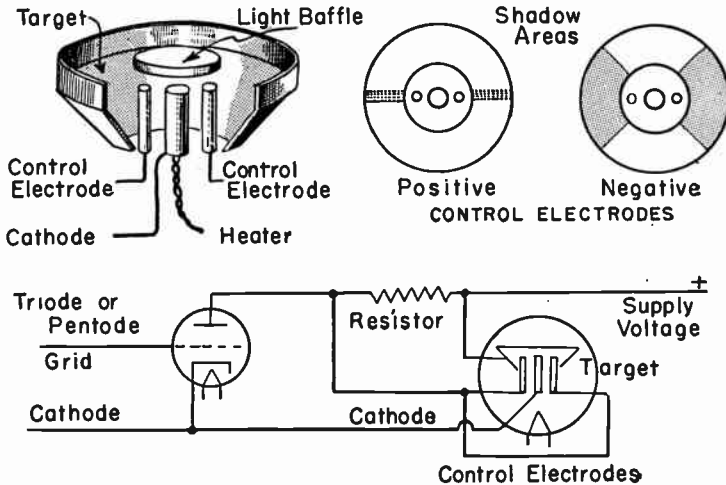 Target
Light Baffle
Shadow
Areas
Control
Electrode
Control
Electrode
Cathode
Heater
Positive
Negative
CONTROL ELECTRODES
Triode or
Pentode
Grid
Cathode
Resistor
+
Supply
Voltage
Target
Cathode
Control Electrodes